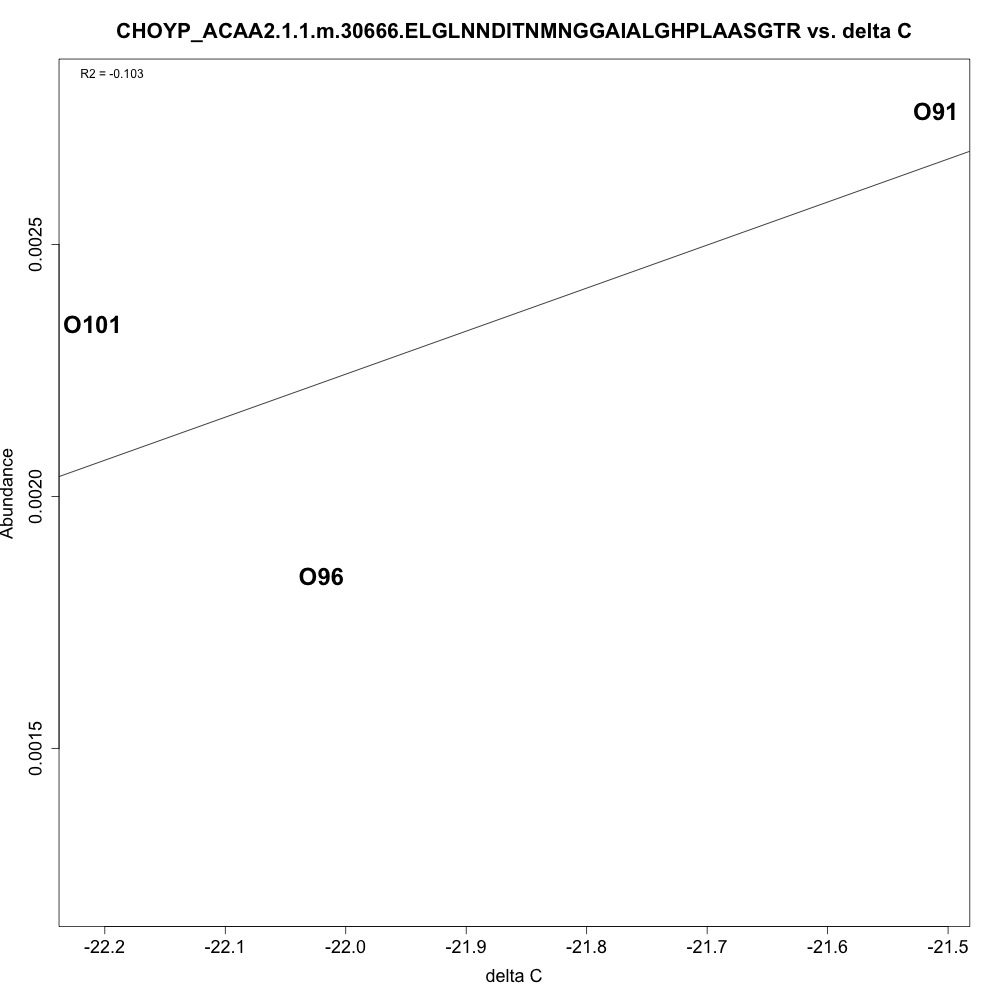 CHOYP_ACAA2.1.1.m.30666.ELGLNNDITNMNGGAIALGHPLAASGTR vs. delta C
R2 = -0.103
O91
0.0025
O101
Abundance
0.0020
O96
0.0015
-22.2 -22.1 -22.0 -21.9 -21.8 -21.7 -21.6 -21.5
delta C